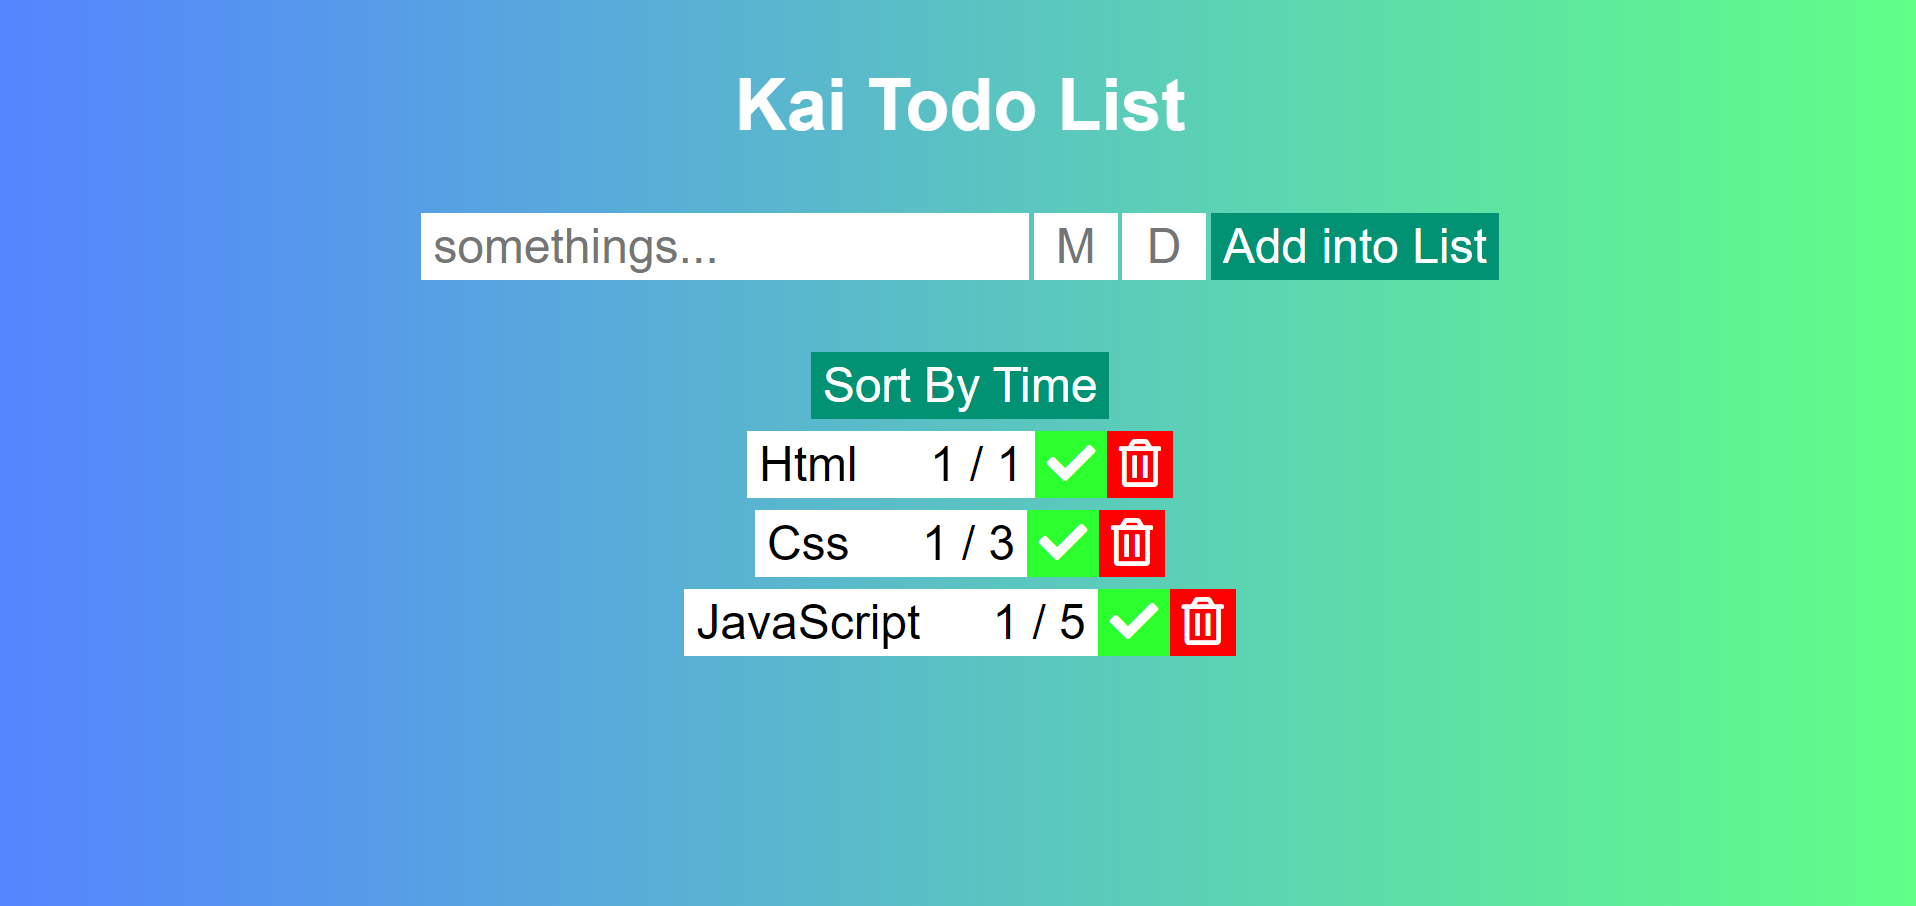 Kai Todo List
somethings... M D Add into List
Sort By Time
Html 1 / 1
Css 1 / 3
JavaScript 1 / 5